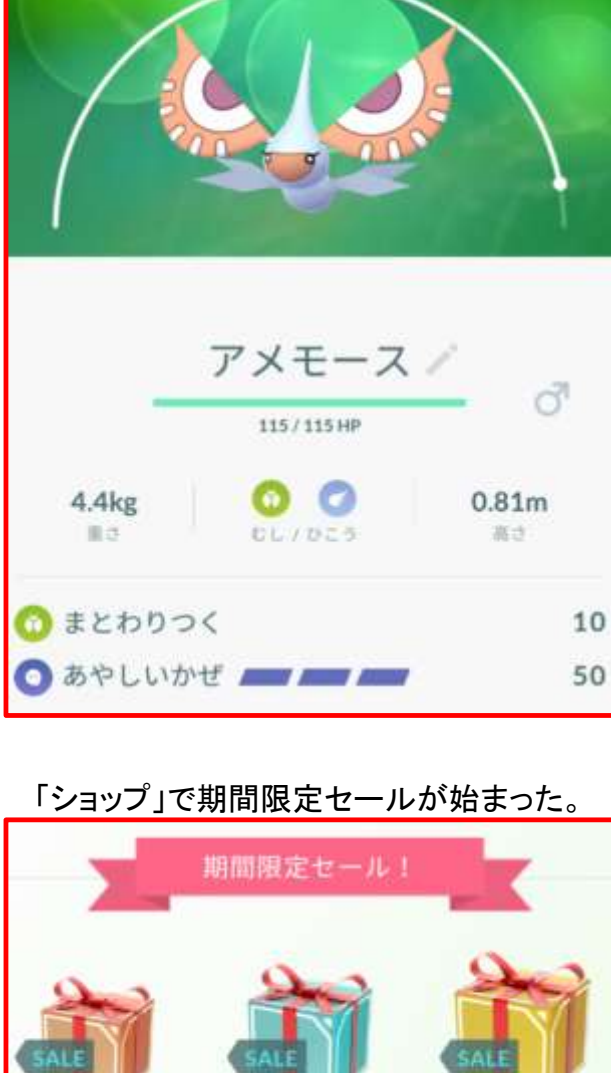 アメモース
115 / 115 HP
4.4kg
重さ
むし / ひこう
0.81m
高さ
まとわりつく 10
あやしいかぜ 50
「ショップ」で期間限定セールが始まった。
期間限定セール！
SALE SALE SALE